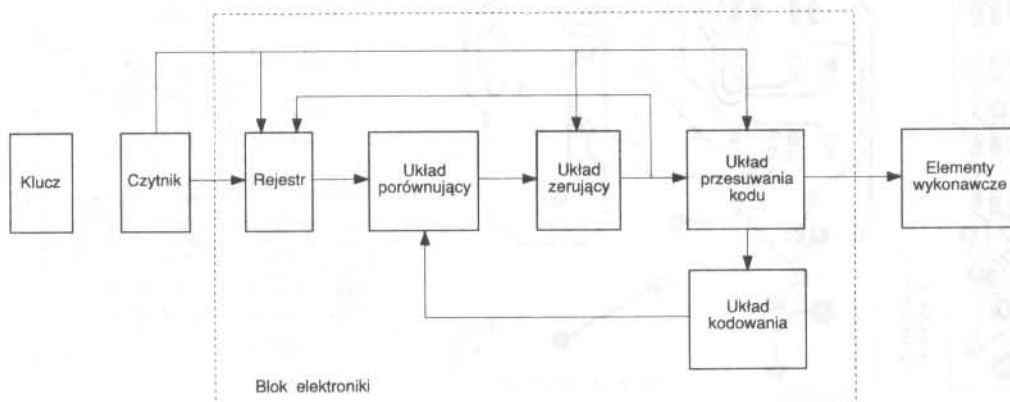 Klucz
Czytnik
Rejestr
Układ
porównujący
Układ
zerujący
Układ
przesuwania
kodu
Elementy
wykonawcze
Układ
kodowania
Blok elektroniki